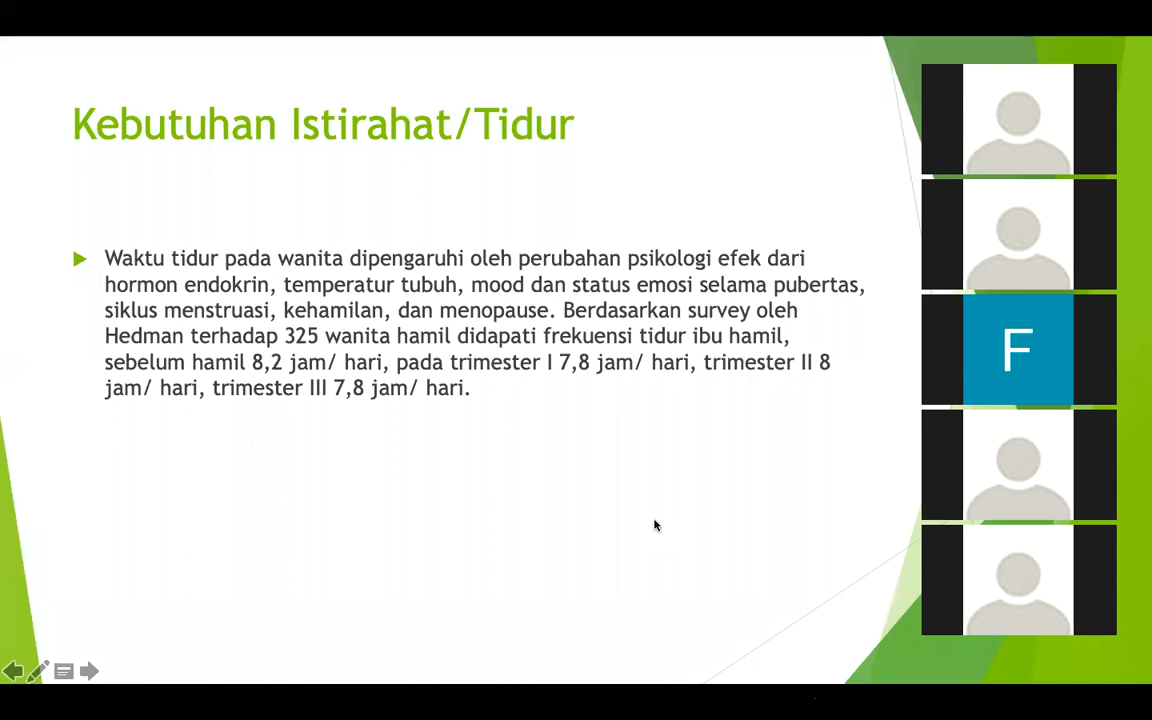 Kebutuhan Istirahat/Tidur
Waktu tidur pada wanita dipengaruhi oleh perubahan psikologi efek dari
hormon endokrin, temperatur tubuh, mood dan status emosi selama pubertas,
siklus menstruasi, kehamilan, dan menopause. Berdasarkan survey oleh
Hedman terhadap 325 wanita hamil didapati frekuensi tidur ibu hamil,
sebelum hamil 8,2 jam/ hari, pada trimester I 7,8 jam/ hari, trimester II 8
jam/ hari, trimester III 7,8 jam/ hari.
F